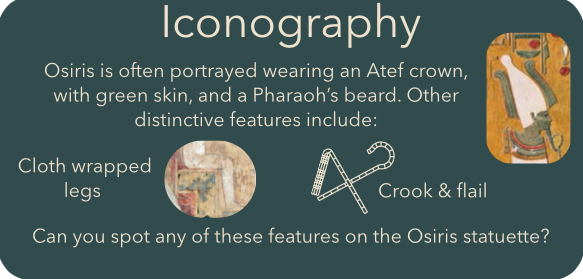 Iconography
Osiris is often portrayed wearing an Atef crown,
with green skin, and a Pharaoh's beard. Other
distinctive features include:
Cloth wrapped
legs
Crook & flail
Can you spot any of these features on the Osiris statuette?